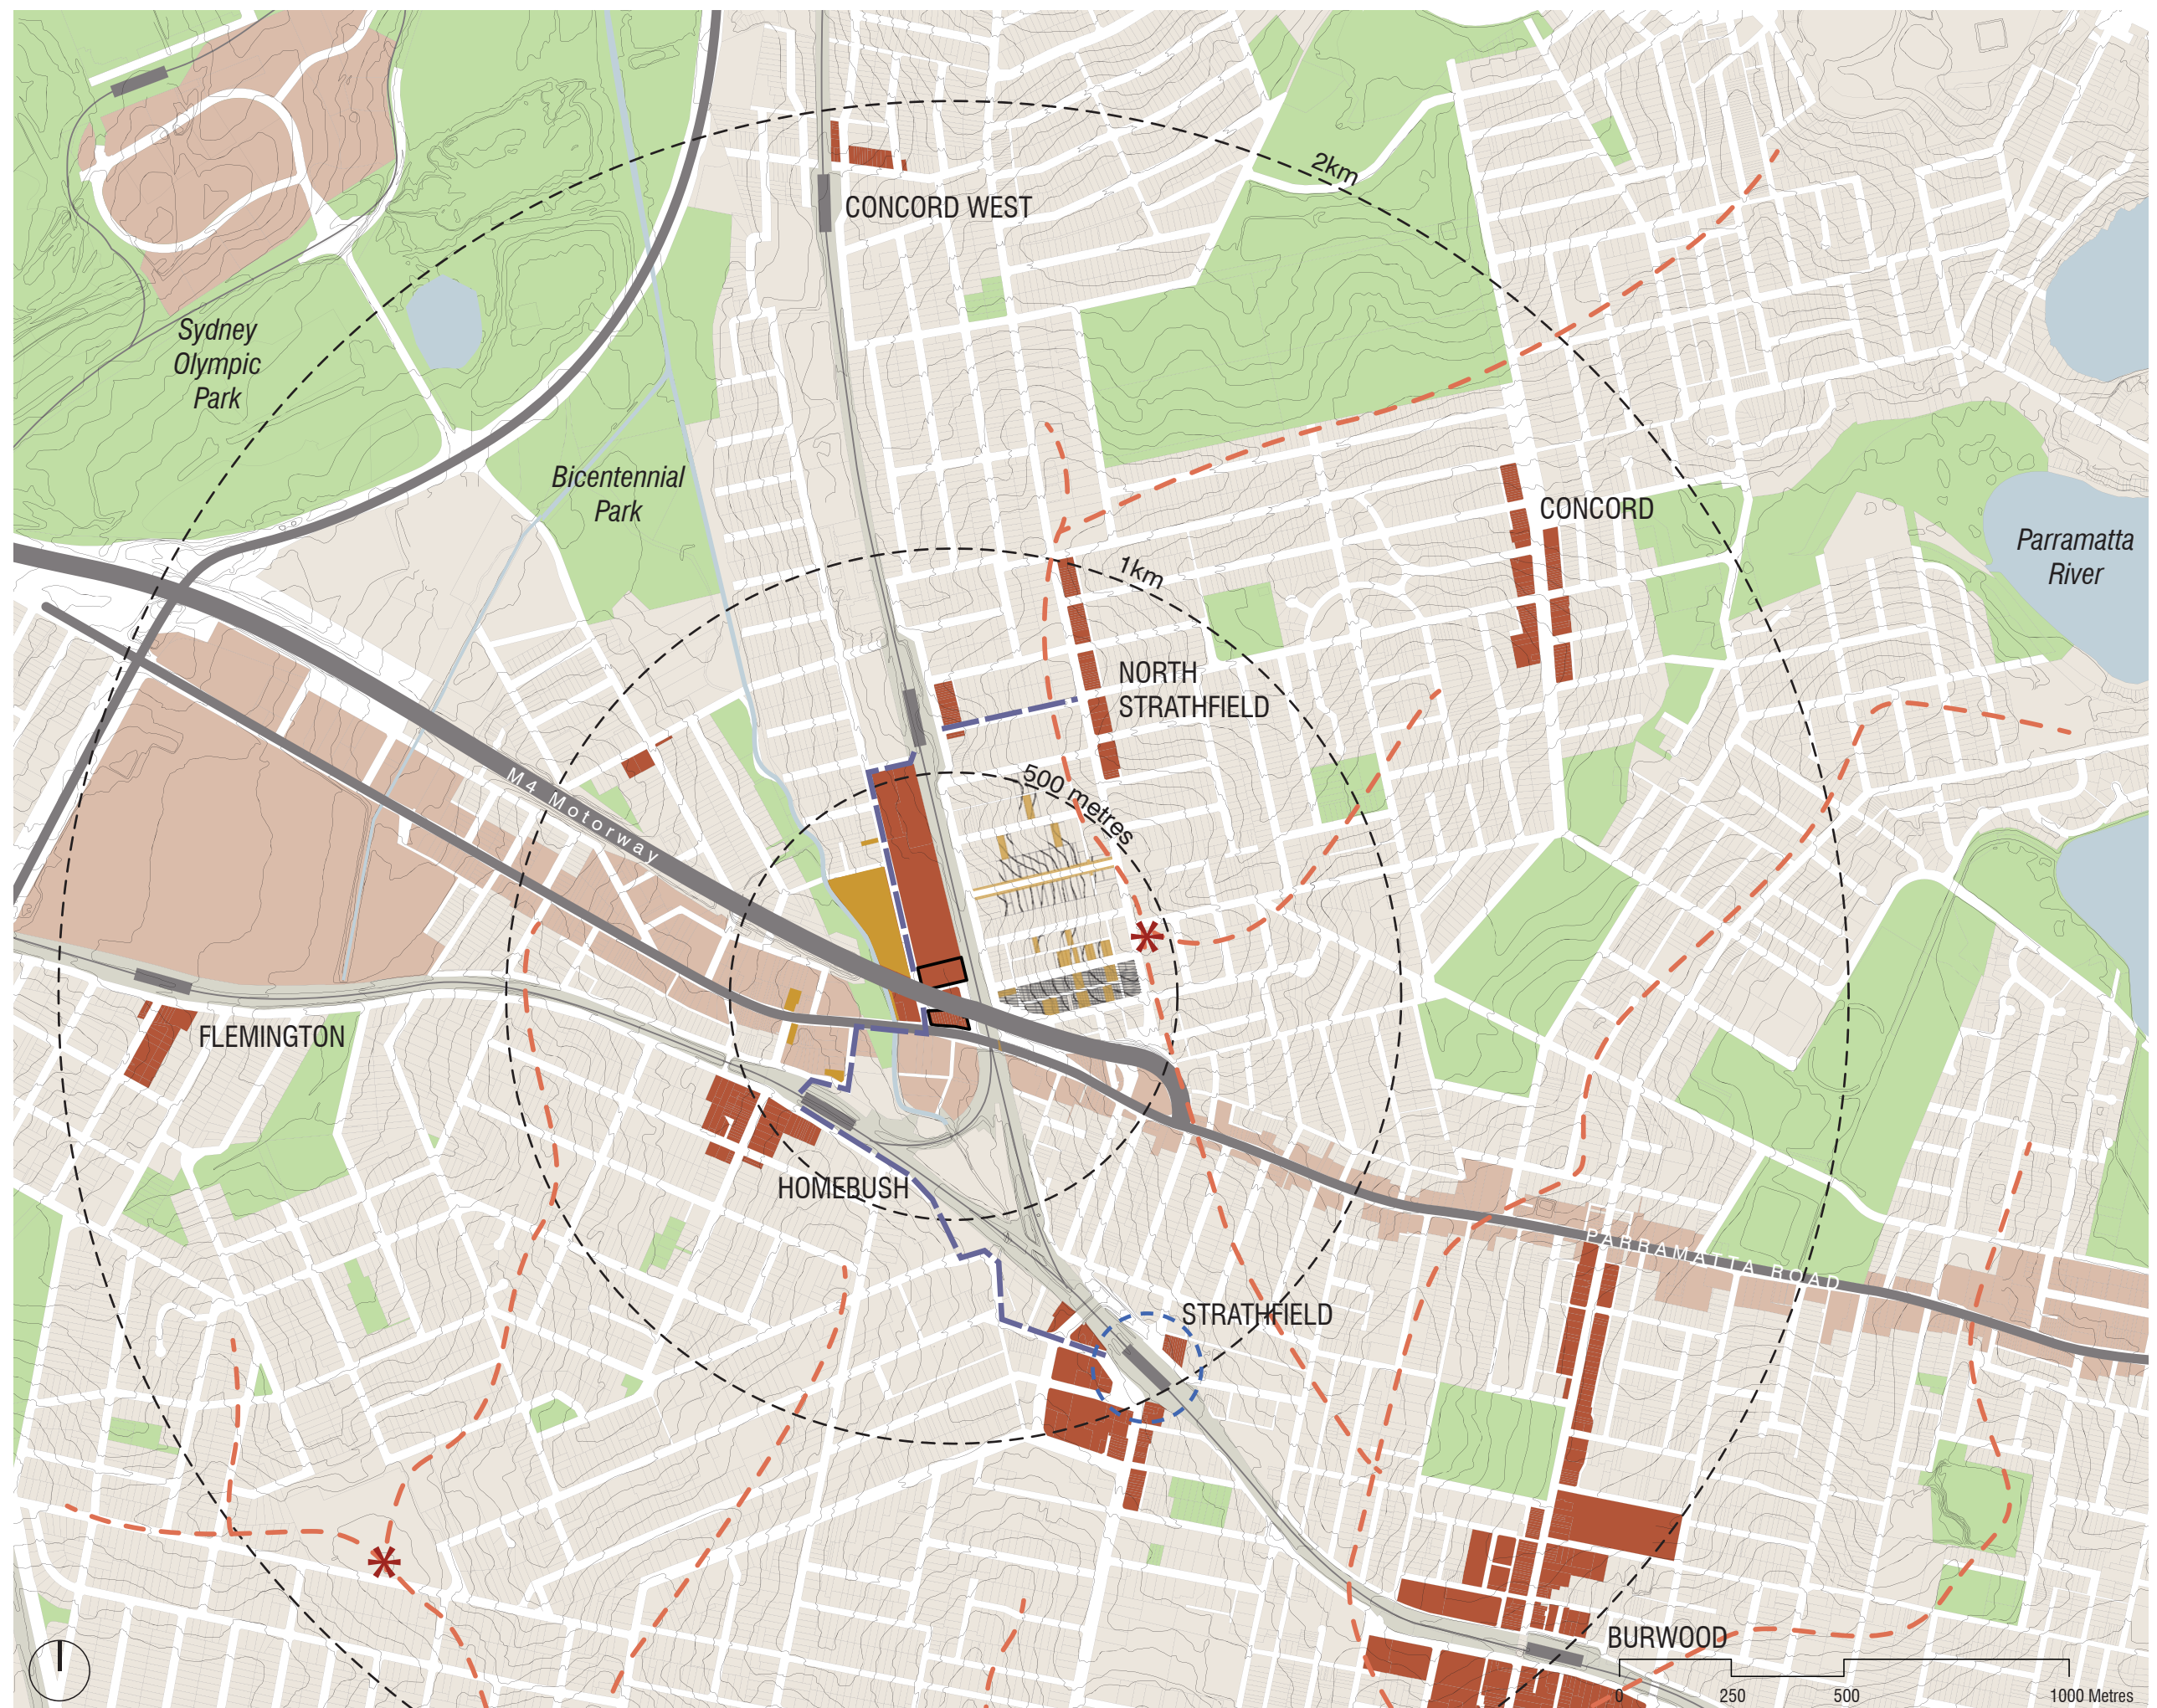 2km
CONCORD WEST
Sydney
Olympic
Park
Bicentennial
Park
CONCORD
Parramatta
River
1km
NORTH
STRATHFIELD
M4 Motorway
500 metres
FLEMINGTON
HOMEBUSH
PARRAMATTA ROAD
STRATHFIELD
BURWOOD
0 250 500 1000 Metres